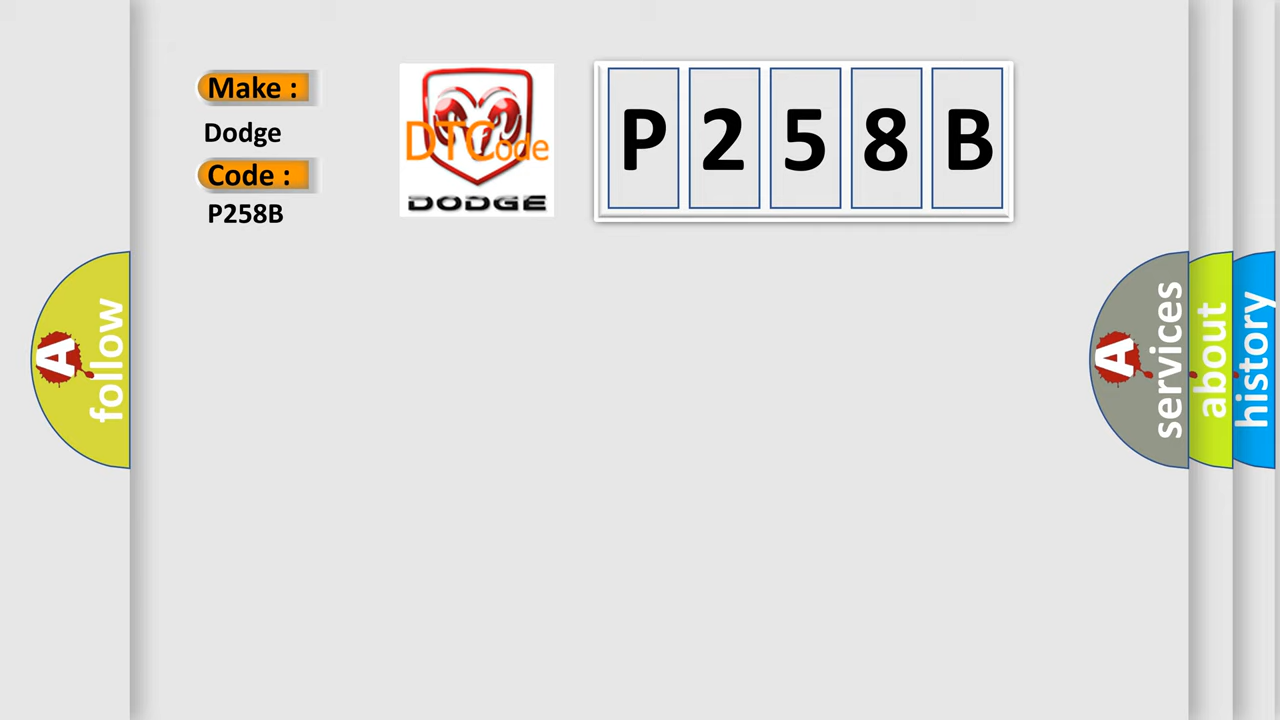 Make :
Dodge
Code :
P258B
DTCode
DODGE
P 2 5 8 B
A follow
A services
about
history